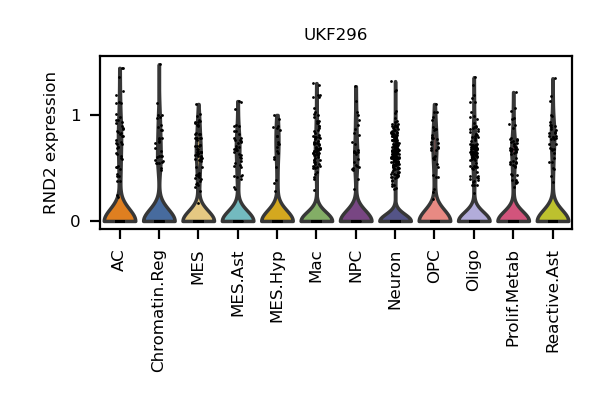 UKF296
RND2 expression
1
0
AC
Chromatin.Reg
MES
MES.Ast
MES.Hyp
Mac
NPC
Neuron
OPC
Oligo
Prolif.Metab
Reactive.Ast